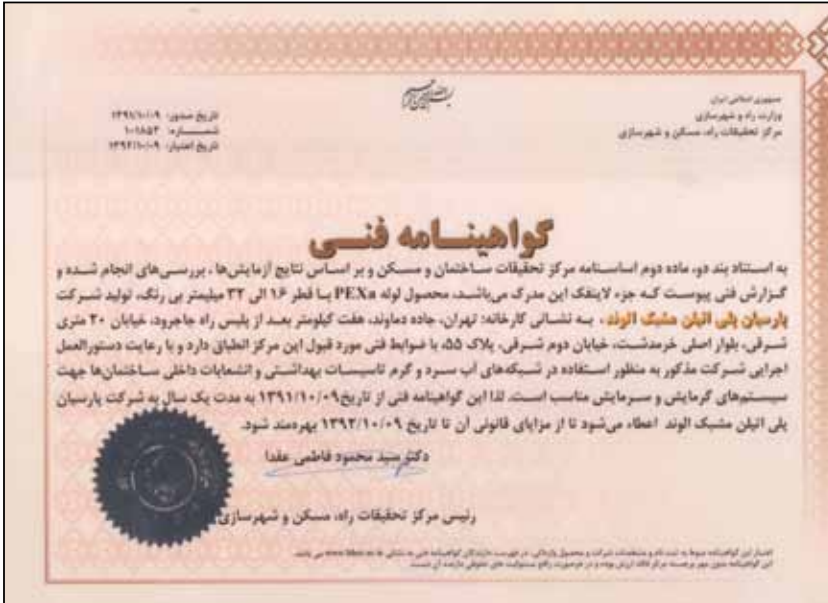 جمهوری اسلامی ایران
وزارت راه و شهرسازی
مرکز تحقیقات راه، مسکن و شهرسازی
تاریخ صدور: ۱۳۹۱/۱۰/۰۹
شمــاره: ۱۰۱۸۵۳
تاریخ اعتبار: ۱۳۹۲/۱۰/۰۹
گواهینــامه فنــی
به استناد بند دو، ماده دوم اساسنامه مرکز تحقیقات ساختمان و مسکن و بر اساس نتایج آزمایش‌ها، بررسی‌های انجام شده و
گزارش فنی پیوست که جزء لاینفک این مدرک می‌باشد، محصول لوله PEXa با قطر ۱۶ الی ۳۲ میلیمتر بی رنگ، تولید شرکت
پارسیان پلی اتیلن مشبک الوند، به نشانی کارخانه: تهران، جاده دماوند، هفت کیلومتر بعد از پلیس راه جاجرود، خیابان ۲۰ متری
شرقی، بلوار اصلی خرمدشت، خیابان دوم شرقی، پلاک ۵۵، با ضوابط فنی مورد قبول این مرکز انطباق دارد و با رعایت دستورالعمل
اجرایی شرکت مذکور به منظور استفاده در شبکه‌های آب سرد و گرم تاسیسات بهداشتی و انشعابات داخلی ساختمان‌ها جهت
سیستم‌های گرمایشی و سرمایشی مناسب است. لذا این گواهینامه فنی از تاریخ ۱۳۹۱/۱۰/۰۹ به مدت یک سال به شرکت پارسیان
پلی اتیلن مشبک الوند اعطاء می‌شود تا از مزایای قانونی آن تا تاریخ ۱۳۹۲/۱۰/۰۹ بهره‌مند شود.
دکتر سید محمود فاطمی عقدا
رئیس مرکز تحقیقات راه، مسکن و شهرسازی